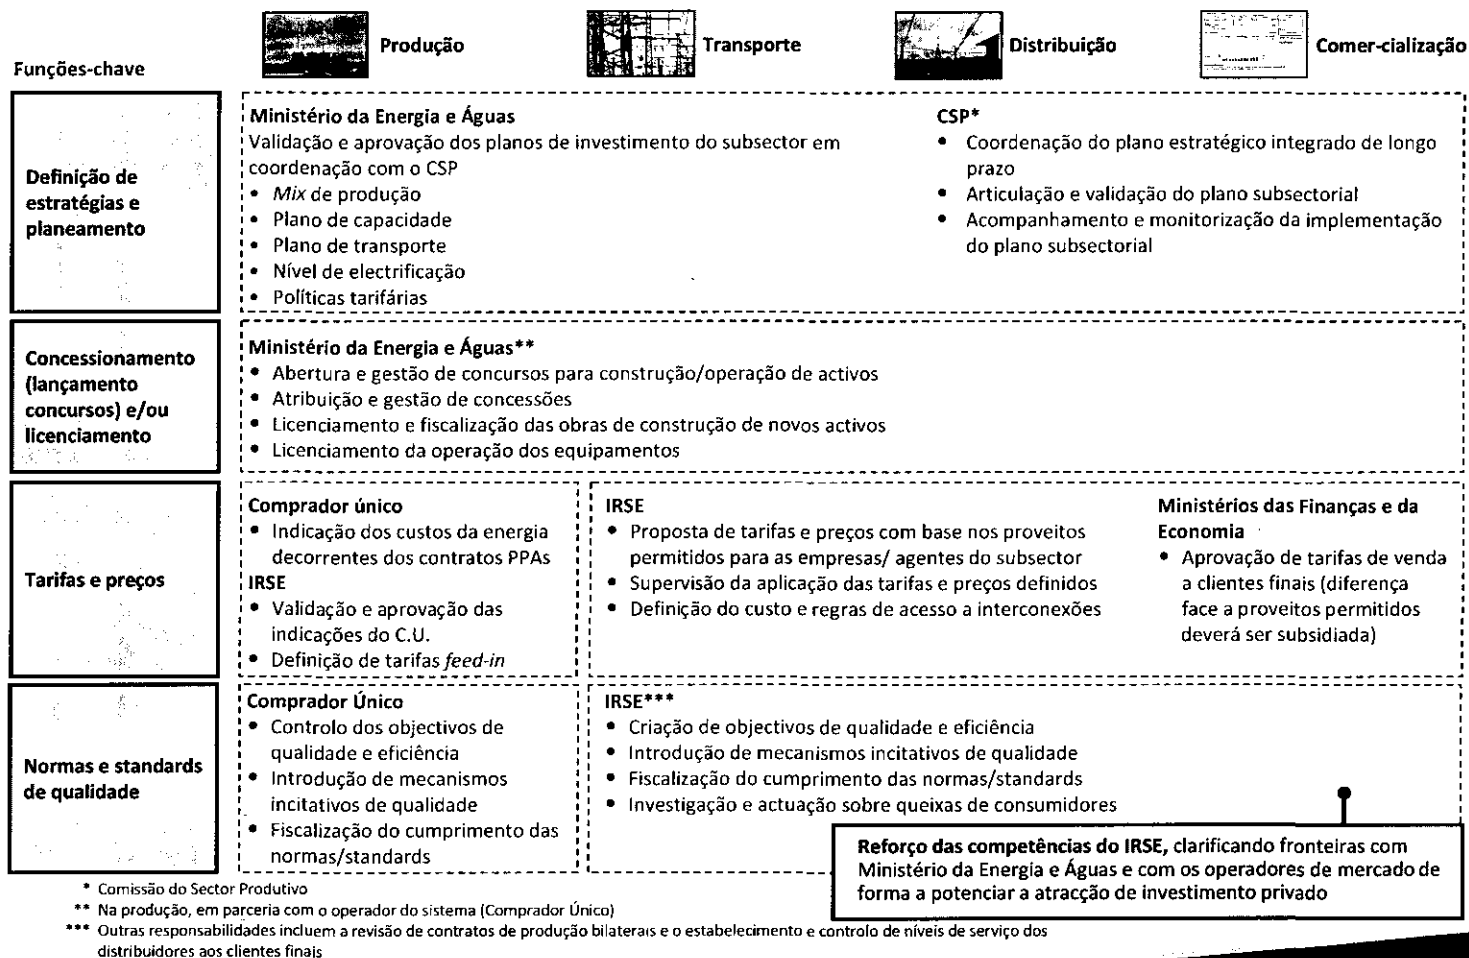 Funções-chave
Produção
Transporte
Distribuição
Comer-cialização
Definição de
estratégias e
planeamento
Ministério da Energia e Águas
Validação e aprovação dos planos de investimento do subsector em
coordenação com o CSP
• Mix de produção
• Plano de capacidade
• Plano de transporte
• Nível de electrificação
• Políticas tarifárias
CSP*
• Coordenação do plano estratégico integrado de longo
prazo
• Articulação e validação do plano subsectorial
• Acompanhamento e monitorização da implementação
do plano subsectorial
Concessionamento
(lançamento
concursos) e/ou
licenciamento
Ministério da Energia e Águas**
• Abertura e gestão de concursos para construção/operação de activos
• Atribuição e gestão de concessões
• Licenciamento e fiscalização das obras de construção de novos activos
• Licenciamento da operação dos equipamentos
Tarifas e preços
Comprador único
• Indicação dos custos da energia
decorrentes dos contratos PPAs
IRSE
• Validação e aprovação das
indicações do C.U.
• Definição de tarifas feed-in
IRSE
• Proposta de tarifas e preços com base nos proveitos
permitidos para as empresas/ agentes do subsector
• Supervisão da aplicação das tarifas e preços definidos
• Definição do custo e regras de acesso a interconexões
Ministérios das Finanças e da
Economia
• Aprovação de tarifas de venda
a clientes finais (diferença
face a proveitos permitidos
deverá ser subsidiada)
Normas e standards
de qualidade
Comprador Único
• Controlo dos objectivos de
qualidade e eficiência
• Introdução de mecanismos
incitativos de qualidade
• Fiscalização do cumprimento das
normas/standards
IRSE***
• Criação de objectivos de qualidade e eficiência
• Introdução de mecanismos incitativos de qualidade
• Fiscalização do cumprimento das normas/standards
• Investigação e actuação sobre queixas de consumidores
Reforço das competências do IRSE, clarificando fronteiras com
Ministério da Energia e Águas e com os operadores de mercado de
forma a potenciar a atracção de investimento privado
* Comissão do Sector Produtivo
** Na produção, em parceria com o operador do sistema (Comprador Único)
*** Outras responsabilidades incluem a revisão de contratos de produção bilaterais e o estabelecimento e controlo de níveis de serviço dos
distribuidores aos clientes finais